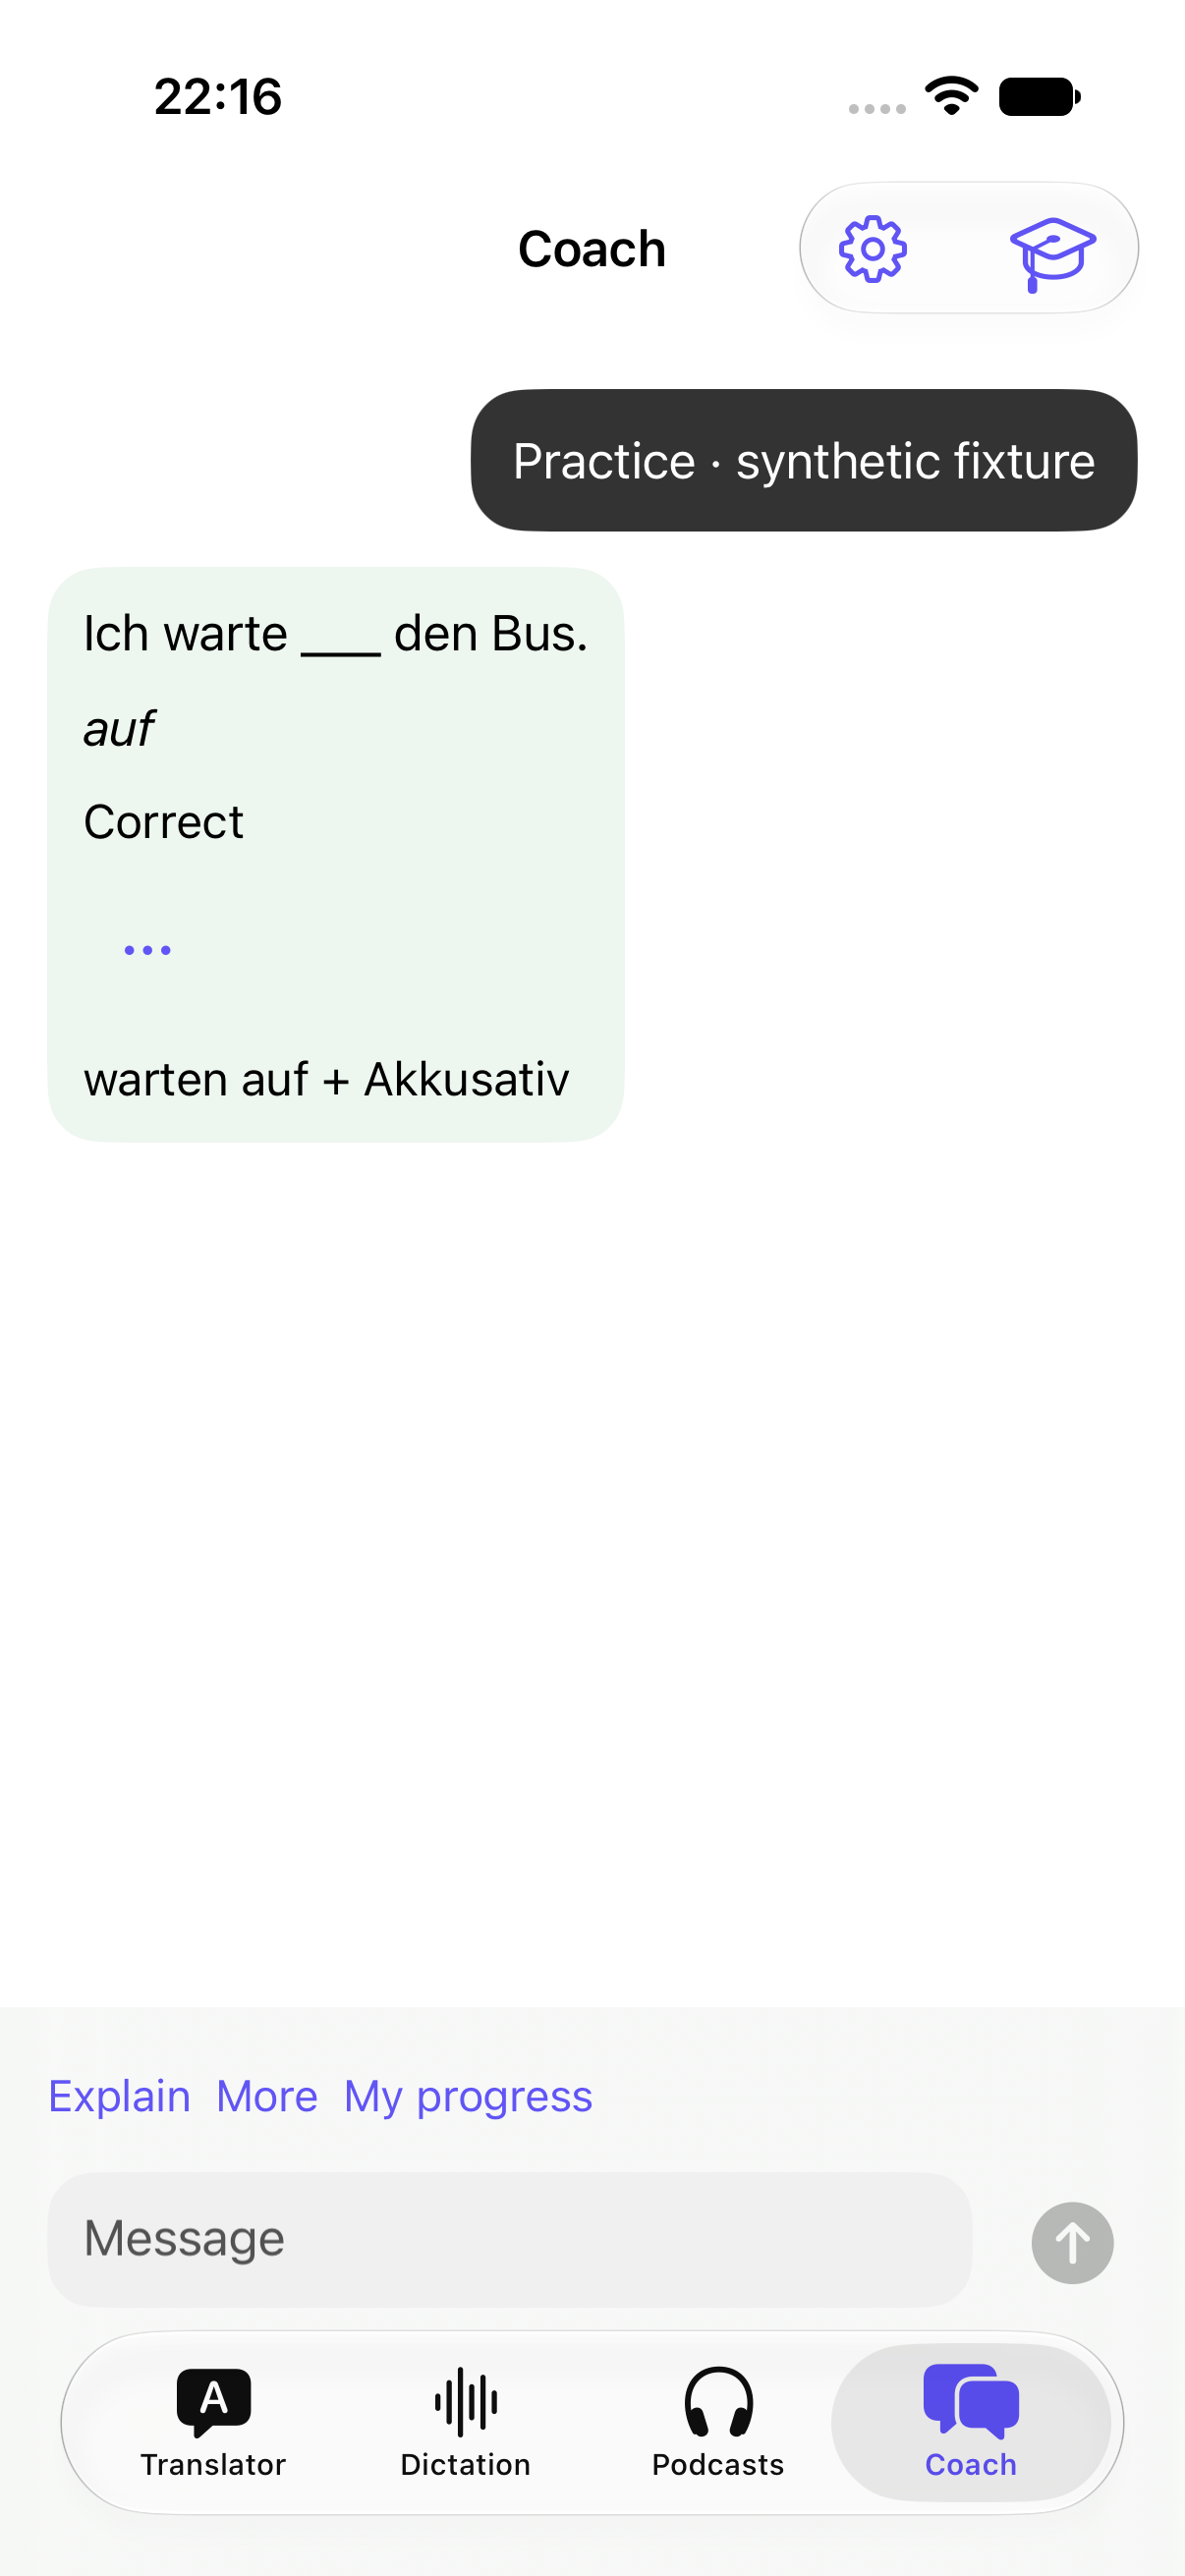 22:16
Coach
Practice · synthetic fixture
Ich warte ____ den Bus.
auf
Correct
...
warten auf + Akkusativ
Explain More My progress
Message
A
Translator Dictation Podcasts Coach